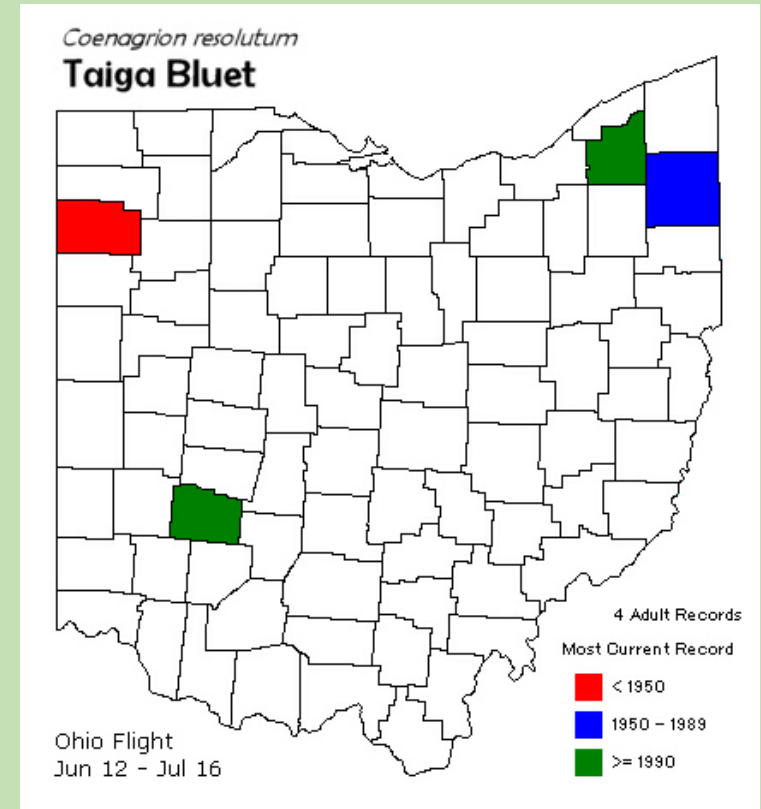 Coenagrion resolutum
Taiga Bluet
4 Adult Records
Most Current Record
< 1950
1950 - 1989
>= 1990
Ohio Flight
Jun 12 - Jul 16